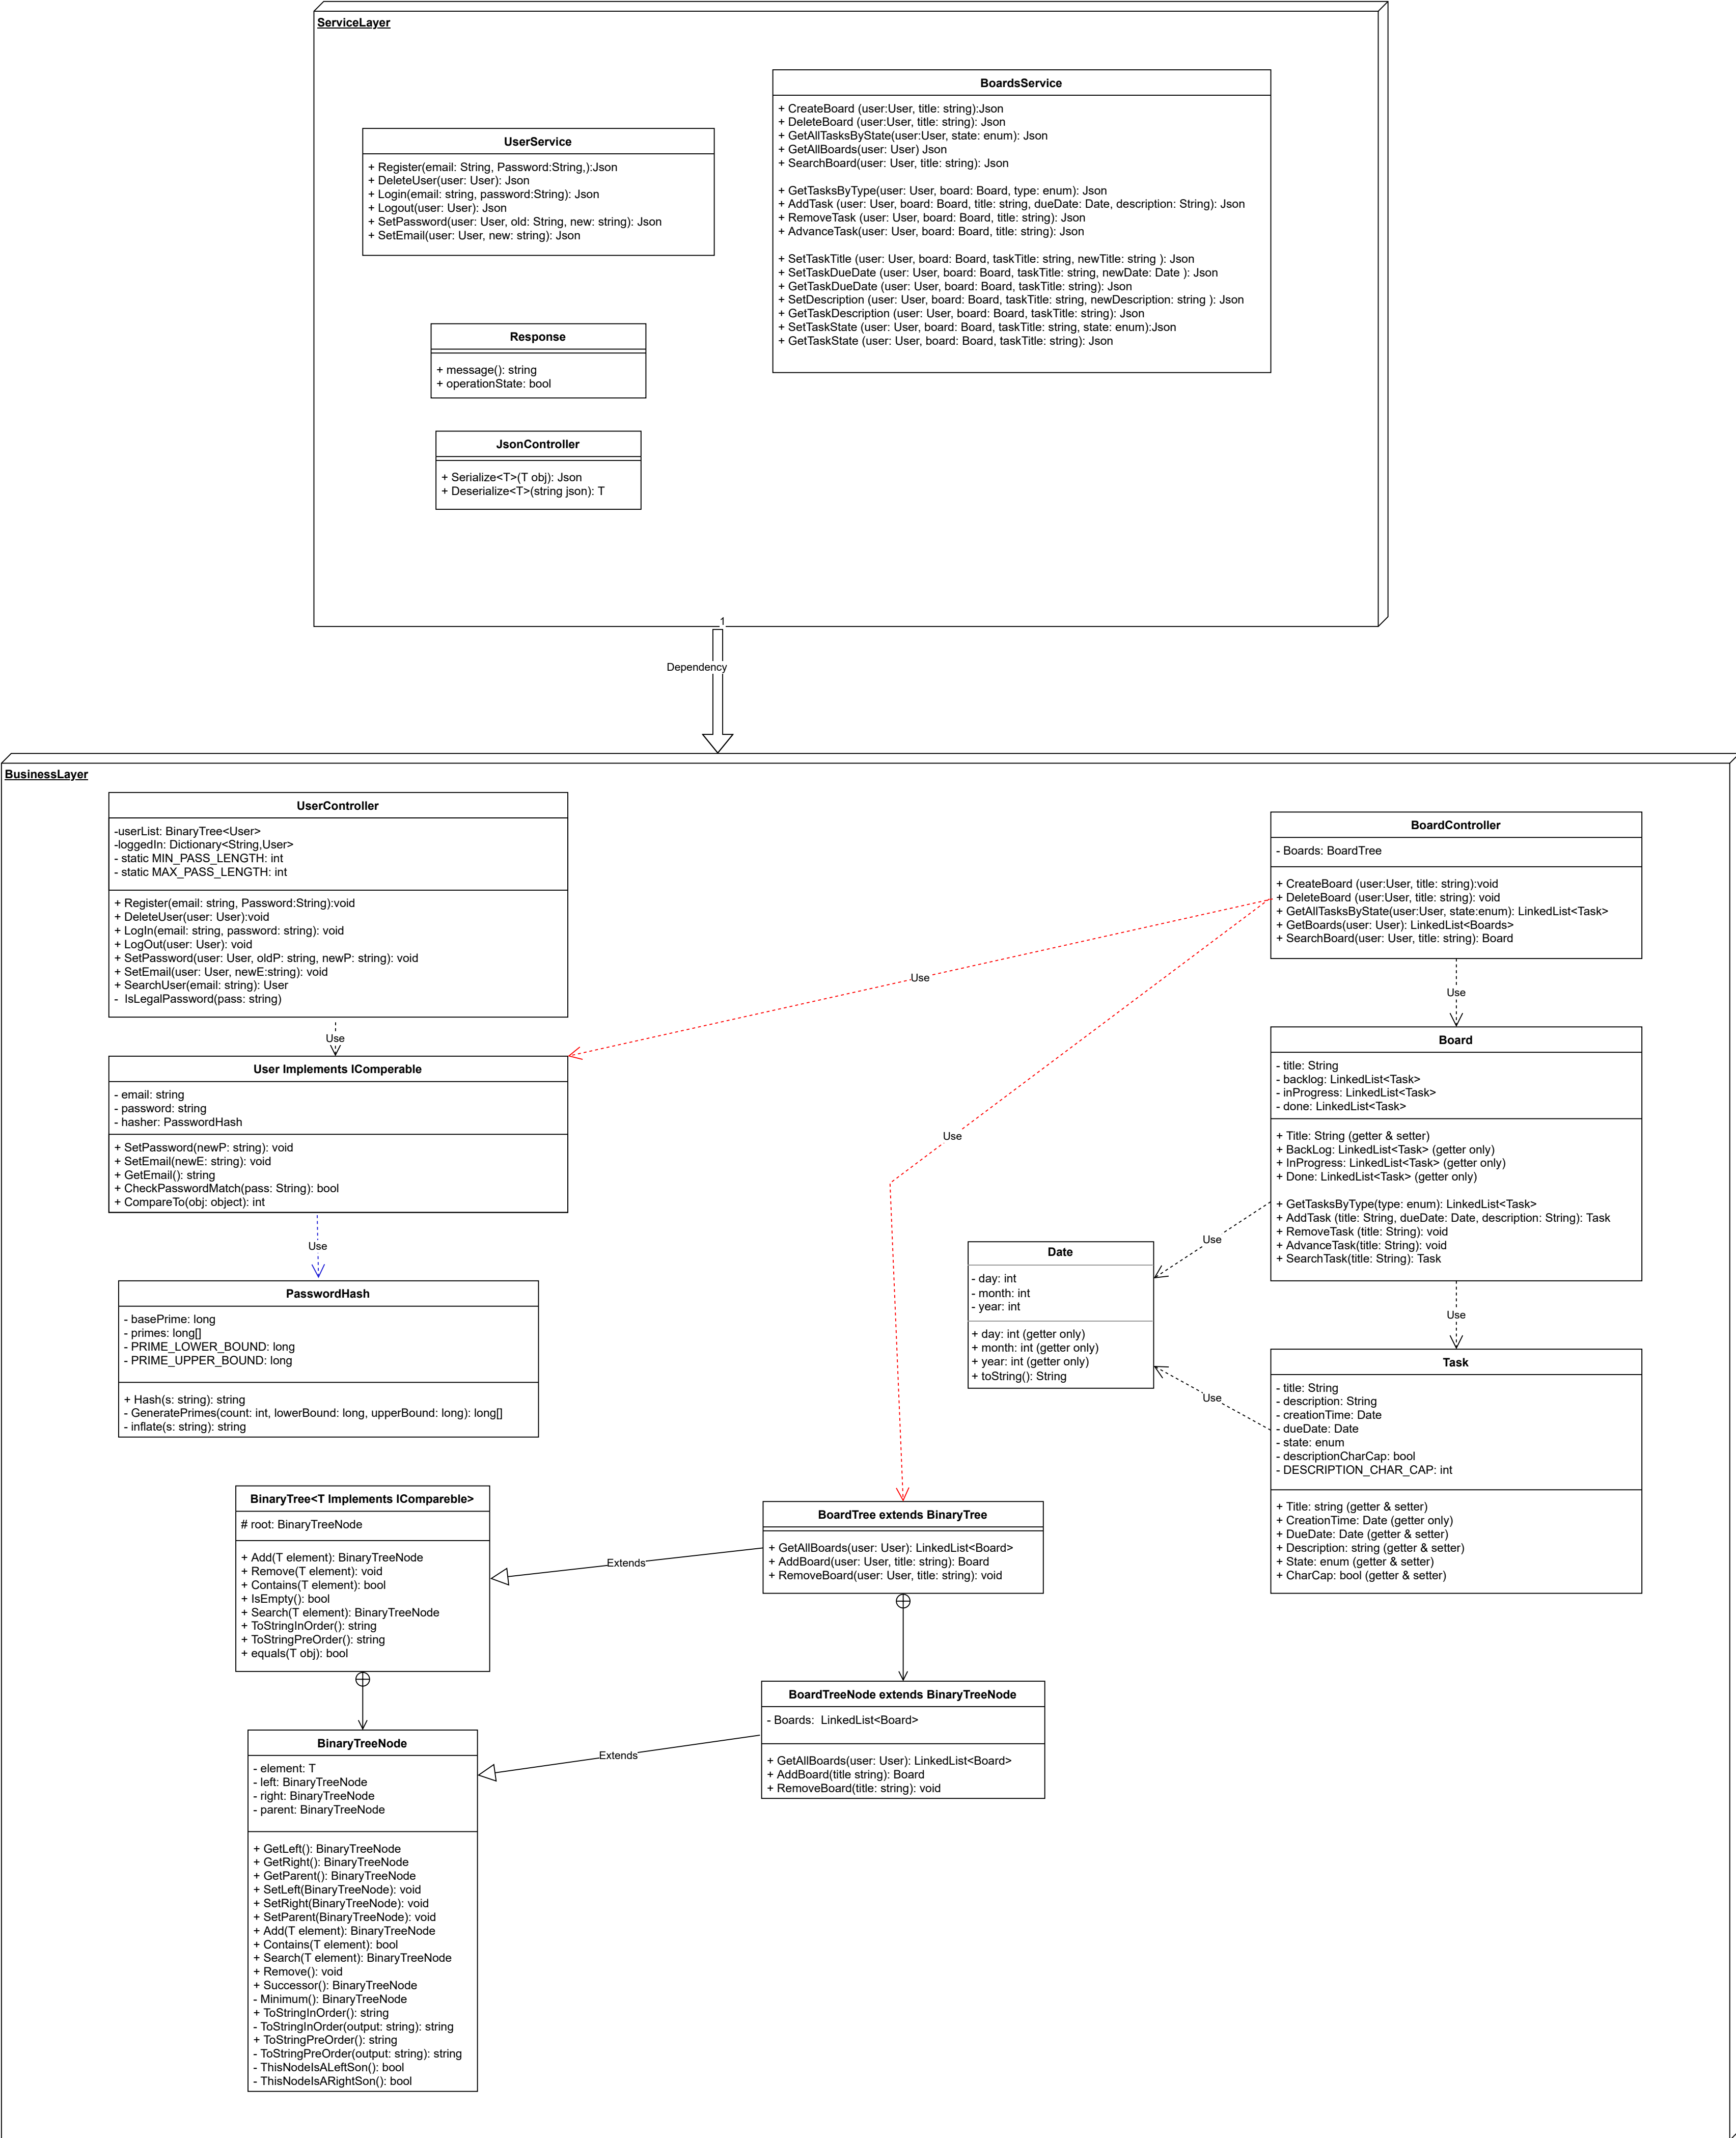 ServiceLayer
BoardsService
+ CreateBoard (user:User, title: string):Json
+ DeleteBoard (user:User, title: string): Json
+ GetAllTasksByState(user:User, state: enum): Json
+ GetAllBoards(user: User) Json
+ SearchBoard(user: User, title: string): Json
+ GetTasksByType(user: User, board: Board, type: enum): Json
+ AddTask (user: User, board: Board, title: string, dueDate: Date, description: String): Json
+ RemoveTask (user: User, board: Board, title: string): Json
+ AdvanceTask(user: User, board: Board, title: string): Json
+ SetTaskTitle (user: User, board: Board, taskTitle: string, newTitle: string ): Json
+ SetTaskDueDate (user: User, board: Board, taskTitle: string, newDate: Date ): Json
+ GetTaskDueDate (user: User, board: Board, taskTitle: string): Json
+ SetDescription (user: User, board: Board, taskTitle: string, newDescription: string ): Json
+ GetTaskDescription (user: User, board: Board, taskTitle: string): Json
+ SetTaskState (user: User, board: Board, taskTitle: string, state: enum):Json
+ GetTaskState (user: User, board: Board, taskTitle: string): Json
UserService
+ Register(email: String, Password:String,):Json
+ DeleteUser(user: User): Json
+ Login(email: string, password:String): Json
+ Logout(user: User): Json
+ SetPassword(user: User, old: String, new: string): Json
+ SetEmail(user: User, new: string): Json
Response
+ message(): string
+ operationState: bool
JsonController
+ Serialize<T>(T obj): Json
+ Deserialize<T>(string json): T
1
Dependency
BusinessLayer
UserController
-userList: BinaryTree<User>
-loggedIn: Dictionary<String,User>
- static MIN_PASS_LENGTH: int
- static MAX_PASS_LENGTH: int
+ Register(email: string, Password:String):void
+ DeleteUser(user: User):void
+ LogIn(email: string, password: string): void
+ LogOut(user: User): void
+ SetPassword(user: User, oldP: string, newP: string): void
+ SetEmail(user: User, newE:string): void
+ SearchUser(email: string): User
- IsLegalPassword(pass: string)
BoardController
- Boards: BoardTree
+ CreateBoard (user:User, title: string):void
+ DeleteBoard (user:User, title: string): void
+ GetAllTasksByState(user:User, state:enum): LinkedList<Task>
+ GetBoards(user: User): LinkedList<Boards>
+ SearchBoard(user: User, title: string): Board
Use
Use
Use
User Implements IComperable
- email: string
- password: string
- hasher: PasswordHash
+ SetPassword(newP: string): void
+ SetEmail(newE: string): void
+ GetEmail(): string
+ CheckPasswordMatch(pass: String): bool
+ CompareTo(obj: object): int
Board
- title: String
- backlog: LinkedList<Task>
- inProgress: LinkedList<Task>
- done: LinkedList<Task>
+ Title: String (getter & setter)
+ BackLog: LinkedList<Task> (getter only)
+ InProgress: LinkedList<Task> (getter only)
+ Done: LinkedList<Task> (getter only)
+ GetTasksByType(type: enum): LinkedList<Task>
+ AddTask (title: String, dueDate: Date, description: String): Task
+ RemoveTask (title: String): void
+ AdvanceTask(title: String): void
+ SearchTask(title: String): Task
Use
Use
Use
Use
PasswordHash
- basePrime: long
- primes: long[]
- PRIME_LOWER_BOUND: long
- PRIME_UPPER_BOUND: long
+ Hash(s: string): string
- GeneratePrimes(count: int, lowerBound: long, upperBound: long): long[]
- inflate(s: string): string
Date
- day: int
- month: int
- year: int
+ day: int (getter only)
+ month: int (getter only)
+ year: int (getter only)
+ toString(): String
Use
Task
- title: String
- description: String
- creationTime: Date
- dueDate: Date
- state: enum
- descriptionCharCap: bool
- DESCRIPTION_CHAR_CAP: int
+ Title: string (getter & setter)
+ CreationTime: Date (getter only)
+ DueDate: Date (getter & setter)
+ Description: string (getter & setter)
+ State: enum (getter & setter)
+ CharCap: bool (getter & setter)
BinaryTree<T Implements ICompareble>
# root: BinaryTreeNode
+ Add(T element): BinaryTreeNode
+ Remove(T element): void
+ Contains(T element): bool
+ IsEmpty(): bool
+ Search(T element): BinaryTreeNode
+ ToStringInOrder(): string
+ ToStringPreOrder(): string
+ equals(T obj): bool
Extends
BoardTree extends BinaryTree
+ GetAllBoards(user: User): LinkedList<Board>
+ AddBoard(user: User, title: string): Board
+ RemoveBoard(user: User, title: string): void
BoardTreeNode extends BinaryTreeNode
- Boards: LinkedList<Board>
+ GetAllBoards(user: User): LinkedList<Board>
+ AddBoard(title string): Board
+ RemoveBoard(title: string): void
Extends
BinaryTreeNode
- element: T
- left: BinaryTreeNode
- right: BinaryTreeNode
- parent: BinaryTreeNode
+ GetLeft(): BinaryTreeNode
+ GetRight(): BinaryTreeNode
+ GetParent(): BinaryTreeNode
+ SetLeft(BinaryTreeNode): void
+ SetRight(BinaryTreeNode): void
+ SetParent(BinaryTreeNode): void
+ Add(T element): BinaryTreeNode
+ Contains(T element): bool
+ Search(T element): BinaryTreeNode
+ Remove(): void
+ Successor(): BinaryTreeNode
- Minimum(): BinaryTreeNode
+ ToStringInOrder(): string
- ToStringInOrder(output: string): string
+ ToStringPreOrder(): string
- ToStringPreOrder(output: string): string
- ThisNodeIsALeftSon(): bool
- ThisNodeIsARightSon(): bool